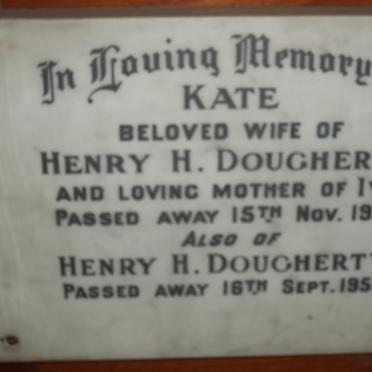 In Loving Memory
KATE
BELOVED WIFE OF
HENRY H. DOUGHER
AND LOVING MOTHER OF
PASSED AWAY 15TH NOV. 19
ALSO OF
HENRY H. DOUGHERT
PASSED AWAY 16TH SEPT. 195